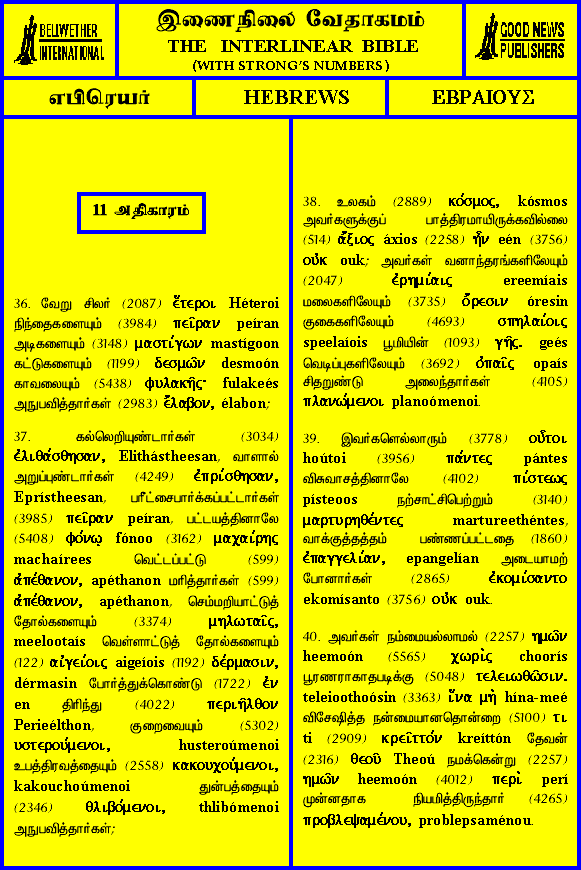 BELLWETHER
INTERNATIONAL
இணைநிலை வேதாகமம்
THE INTERLINEAR BIBLE
(WITH STRONG'S NUMBERS)
GOOD NEWS
PUBLISHERS
எபிரெயர்
HEBREWS
ΕΒΡΑΙΟΥΣ
11 அதிகாரம்
36. வேறு சிலர் (2087) ἕτεροι Héteroi
நிந்தைகளையும் (3984) πεῖραν peíran
அடிகளையும் (3148) μαστίγων mastígoon
கட்டுகளையும் (1199) δεσμῶν desmoón
காவலையும் (5438) φυλακῆς· fulakeés
அநுபவித்தார்கள் (2983) ἔλαβον, élabon;
37. கல்லெறியுண்டார்கள் (3034)
ἐλιθάσθησαν, Elithástheesan, வாளால்
அறுப்புண்டார்கள் (4249) ἐπρίσθησαν,
Eprístheesan, பரீட்சைபார்க்கப்பட்டார்கள்
(3985) πεῖραν peíran, பட்டயத்தினாலே
(5408) φόνῳ fónoo (3162) μαχαίρης
machaírees வெட்டப்பட்டு (599)
ἀπέθανον, apéthanon மரித்தார்கள் (599)
ἀπέθανον, apéthanon, செம்மறியாட்டுத்
தோல்களையும் (3374) μηλωταῖς,
meelootaís வெள்ளாட்டுத் தோல்களையும்
(122) αἰγείοις aigeíois (1192) δέρμασιν,
dérmasin போர்த்துக்கொண்டு (1722) ἐν
en திரிந்து (4022) περιῆλθον
Perieélthon, குறைவையும் (5302)
υστερούμενοι, husteroúmenoi
உபத்திரவத்தையும் (2558) κακουχούμενοι,
kakouchoúmenoi துன்பத்தையும்
(2346) θλιβόμενοι, thlibómenoi
அநுபவித்தார்கள்;
38. உலகம் (2889) κόσμος, kósmos
அவர்களுக்குப் பாத்திரமாயிருக்கவில்லை
(514) ἄξιος áxios (2258) ἦν eén (3756)
οὐκ ouk; அவர்கள் வனாந்தரங்களிலேயும்
(2047) ἐρημίαις ereemíais
மலைகளிலேயும் (3735) ὄρεσιν óresin
குகைகளிலேயும் (4693) σπηλαίοις
speelaíois பூமியின் (1093) γῆς. geés
வெடிப்புகளிலேயும் (3692) ὀπαῖς opaís
சிதறுண்டு அலைந்தார்கள் (4105)
πλανώμενοι planoómenoi.
39. இவர்களெல்லாரும் (3778) οὗτοι
hoútoi (3956) πάντες pántes
விசுவாசத்தினாலே (4102) πίστεως
písteoos நற்சாட்சிபெற்றும் (3140)
μαρτυρηθέντες martureethéntes,
வாக்குத்தத்தம் பண்ணப்பட்டதை (1860)
ἐπαγγελίαν, epangelian அடையாமற்
போனார்கள் (2865) ἐκομίσαντο
ekomísanto (3756) οὐκ ouk.
40. அவர்கள் நம்மையல்லாமல் (2257) ημῶν
heemoón (5565) χωρὶς choorís
பூரணராகாதபடிக்கு (5048) τελειωθῶσιν.
teleioothoósin (3363) ἵνα μὴ hína-meé
விசேஷித்த நன்மையானதொன்றை (5100) τι
ti (2909) κρεῖττόν kreíttón தேவன்
(2316) θεοῦ Theoú நமக்கென்று (2257)
ημῶν heemoón (4012) περὶ perí
முன்னதாக நியமித்திருந்தார் (4265)
προβλεψαμένου, problepsaménou.